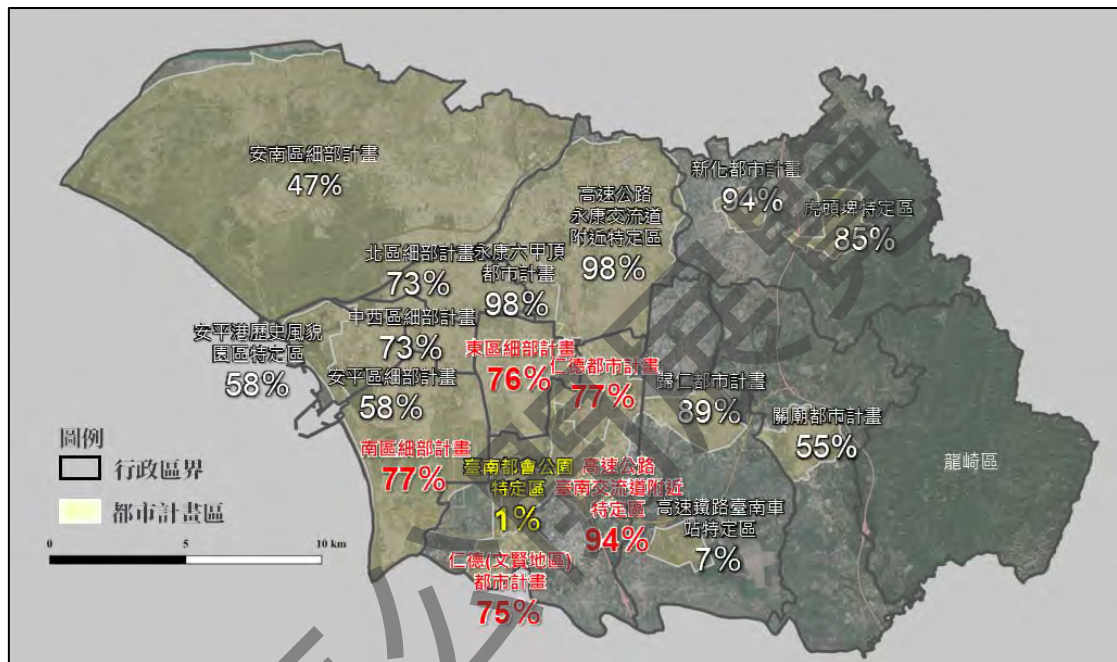 安南區細部計畫
47%
新化都市計畫
94%
虎頭埤特定區
85%
高速公路
永康交流道
附近特定區
98%
北區細部計畫
73%
永康六甲頂
都市計畫
98%
中西區細部計畫
73%
安平港歷史風貌
園區特定區
58%
安平區細部計畫
58%
東區細部計畫
76%
仁德都市計畫
77%
歸仁都市計畫
89%
關廟都市計畫
55%
龍崎區
南區細部計畫
77%
臺南都會公園
特定區
1%
高速公路
臺南交流道附近
特定區
94%
高速鐵路臺南車
站特定區
7%
仁德(文賢地區)
都市計畫
75%
圖例
行政區界
都市計畫區
0 5 10 km